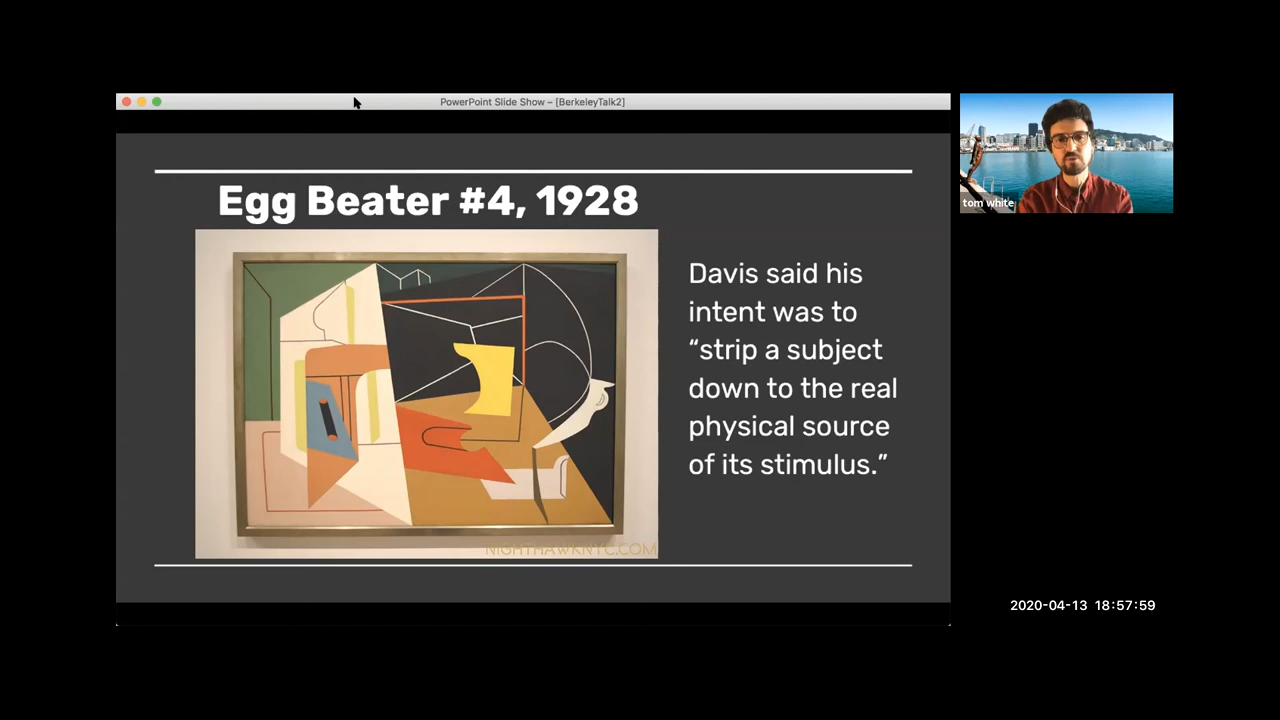 PowerPoint Slide Show – [BerkeleyTalk2]
Egg Beater #4, 1928
Davis said his
intent was to
“strip a subject
down to the real
physical source
of its stimulus.”
NIGHTHAWKNYC.COM
tom white
2020-04-13 18:57:59